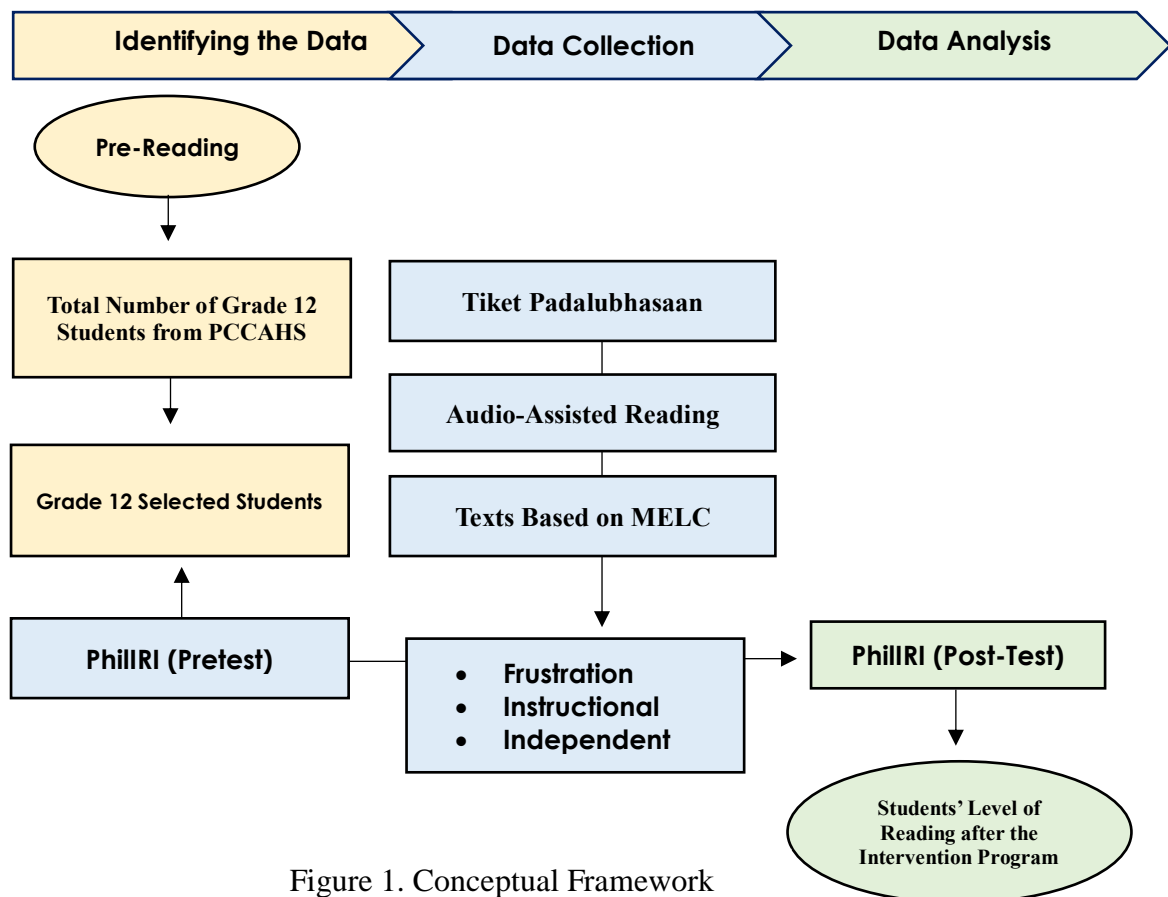 Identifying the Data
Data Collection
Data Analysis
Pre-Reading
Total Number of Grade 12
Students from PCCAHS
Grade 12 Selected Students
PhilIRI (Pretest)
Tiket Padalubhasaan
Audio-Assisted Reading
Texts Based on MELC
• Frustration
• Instructional
• Independent
PhilIRI (Post-Test)
Students’ Level of
Reading after the
Intervention Program
Figure 1. Conceptual Framework